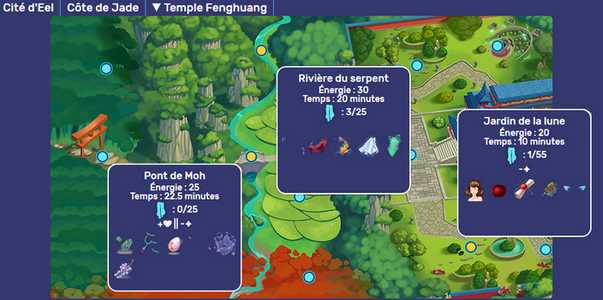 Cité d'Eel
Côte de Jade
▼ Temple Fenghuang
Rivière du serpent
Énergie : 30
Temps : 20 minutes
: 3/25
Jardin de la lune
Énergie : 20
Temps : 10 minutes
: 1/55
Pont de Moh
Énergie : 25
Temps : 22.5 minutes
: 0/25